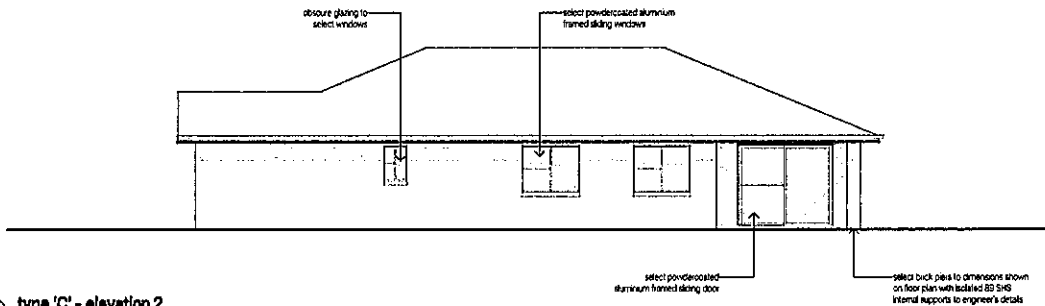 obscure glazing to
select windows
select powdercoated aluminium
framed sliding windows
select powdercoated
aluminium framed sliding door
select brick piers to dimensions shown
on floor plan with isolated 89 SHS
internal supports to engineer's details
type 'C' - elevation 2